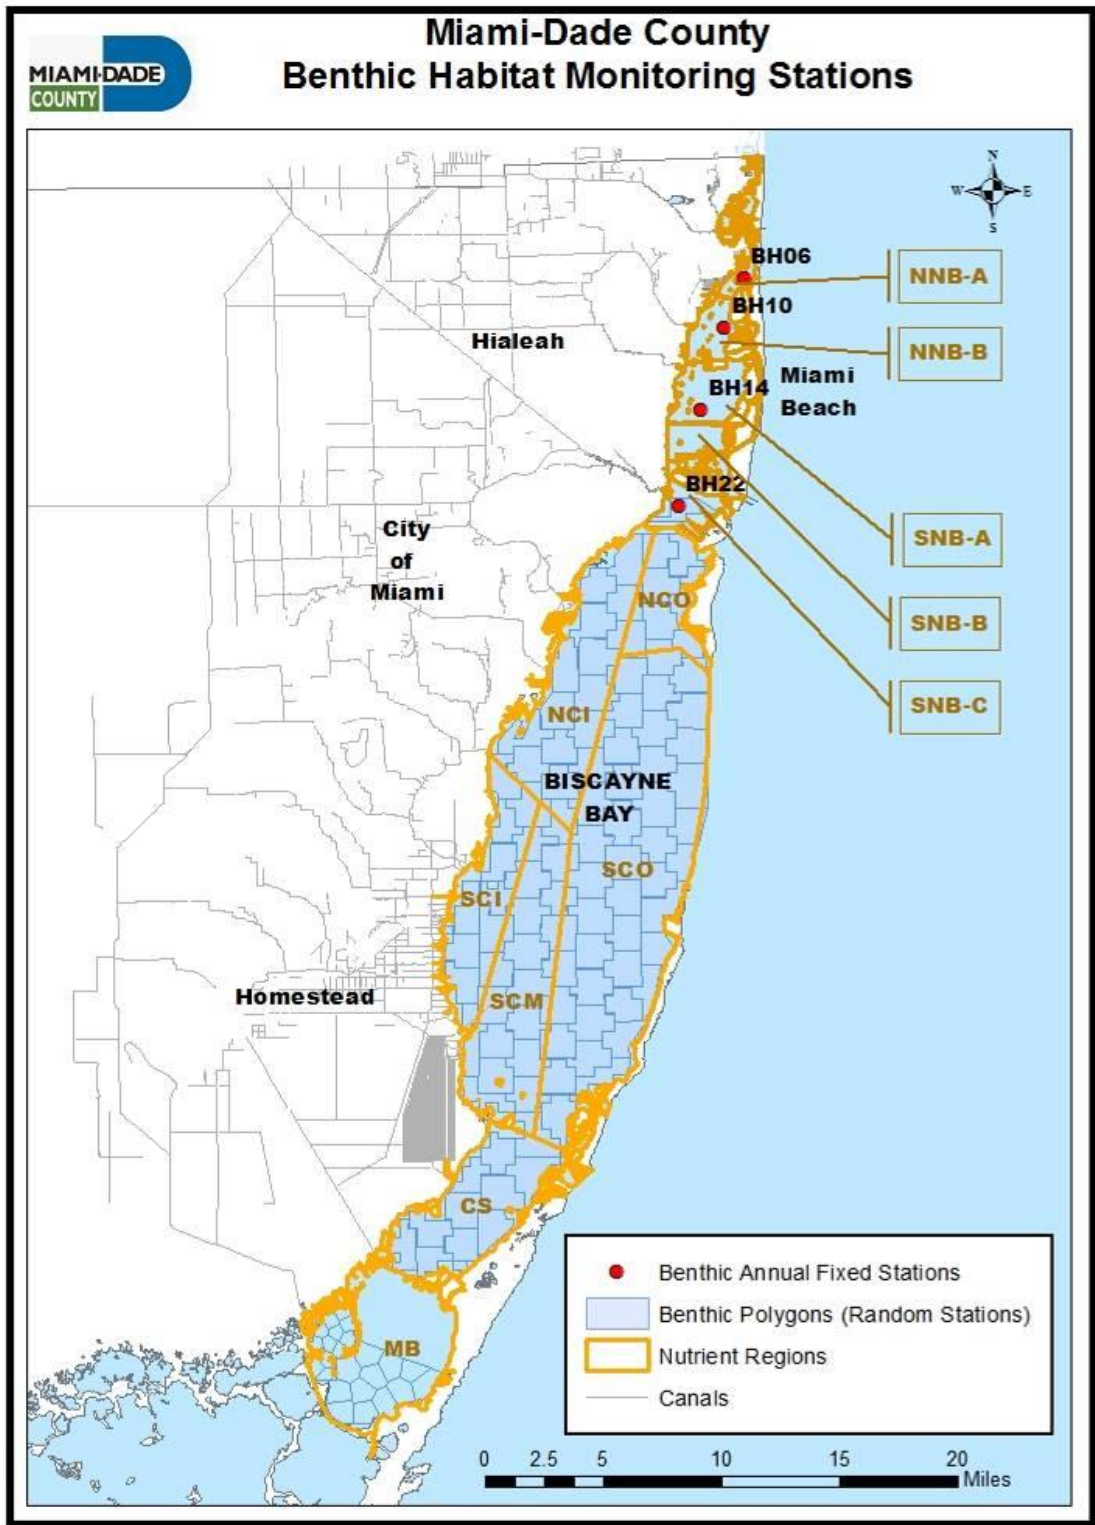 Miami-Dade County
Benthic Habitat Monitoring Stations
MIAMI-DADE
COUNTY
N
W E
S
BH06
NNB-A
BH10
Hialeah
NNB-B
Miami
Beach
BH14
BH22
City
of
Miami
SNB-A
NCO
SNB-B
SNB-C
NCI
BISCAYNE
BAY
SCO
SCI
Homestead
SCM
CS
MB
Benthic Annual Fixed Stations
Benthic Polygons (Random Stations)
Nutrient Regions
Canals
0 2.5 5 10 15 20
Miles